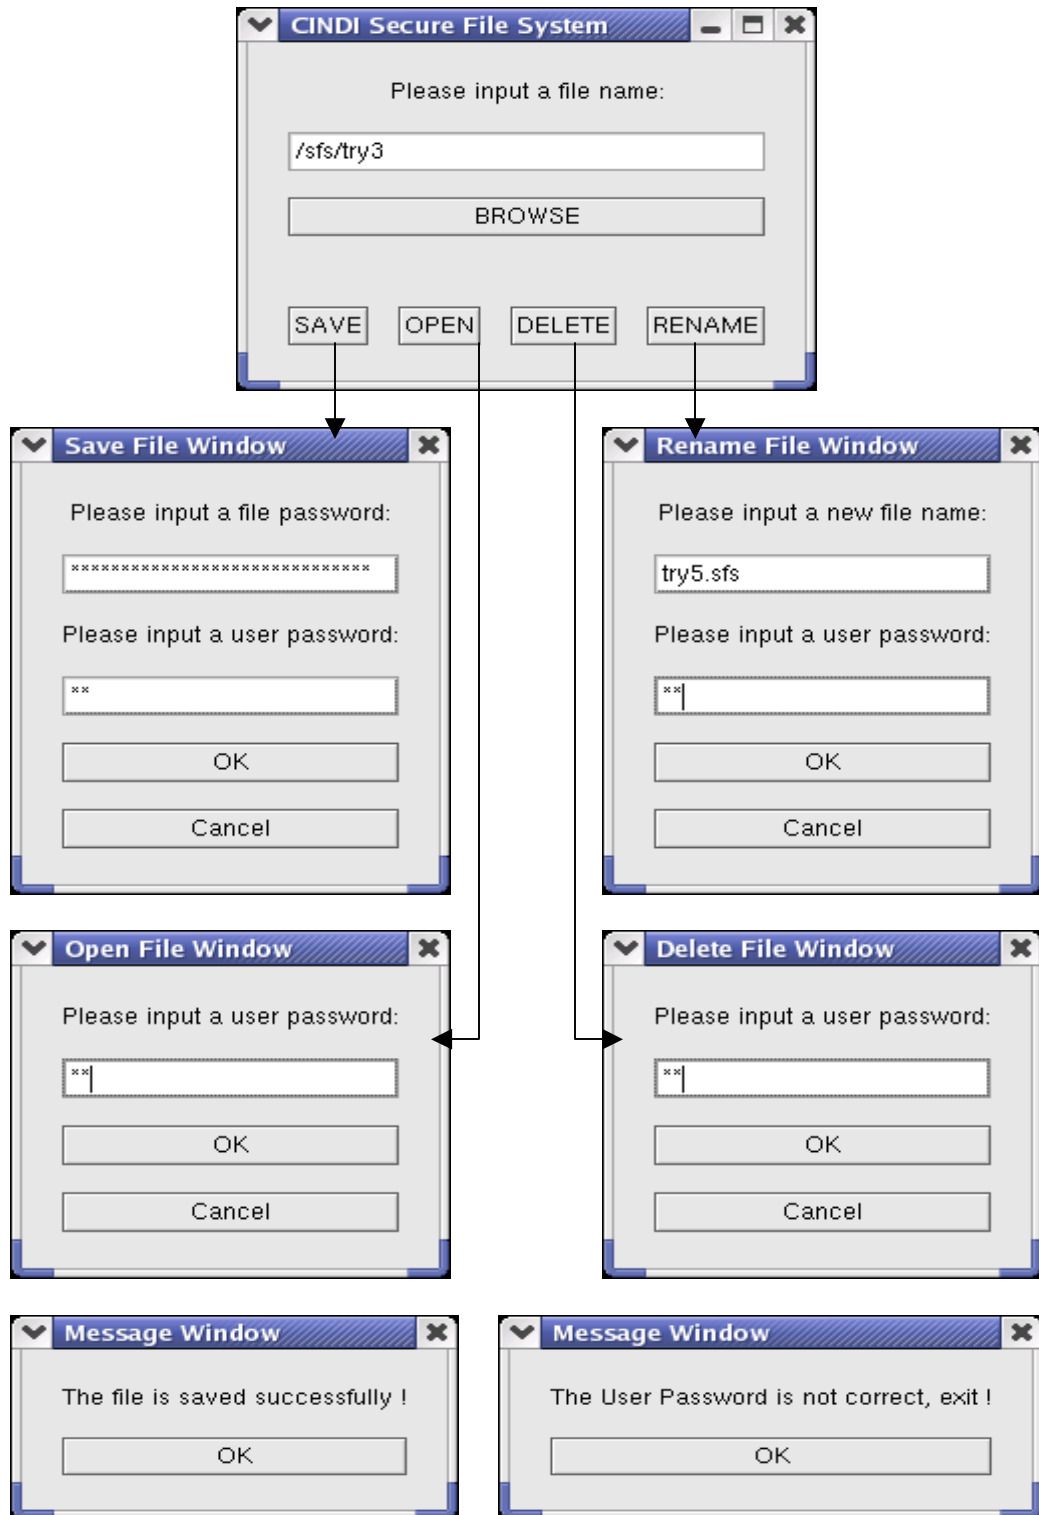 CINDI Secure File System
Please input a file name:
/sfs/try3
BROWSE
SAVE OPEN DELETE RENAME
Save File Window
Please input a file password:
******************************
Please input a user password:
**
OK
Cancel
Rename File Window
Please input a new file name:
try5.sfs
Please input a user password:
**
OK
Cancel
Open File Window
Please input a user password:
**
OK
Cancel
Delete File Window
Please input a user password:
**
OK
Cancel
Message Window
The file is saved successfully !
OK
Message Window
The User Password is not correct, exit !
OK